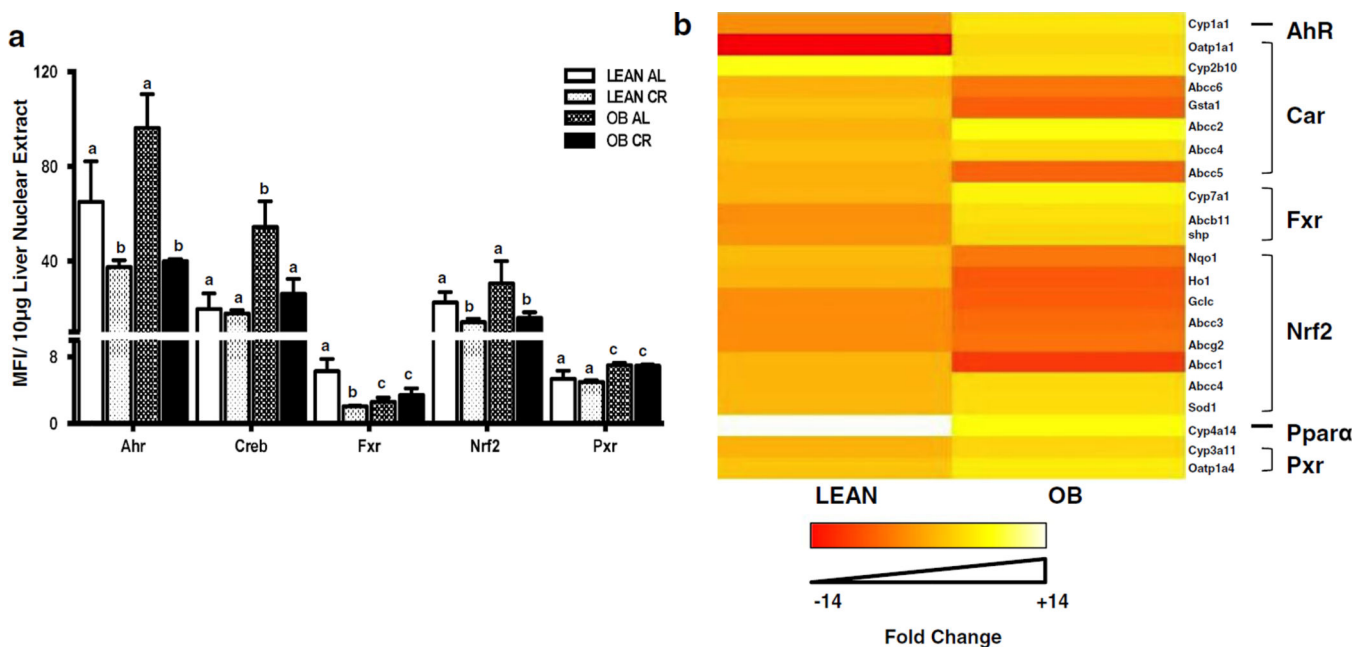 a
MFI/ 10µg Liver Nuclear Extract
120
80
40
8
0
a
b
a
b
a
a
b
a
a
b
c
c
a
b
a
b
a
a
c
c
LEAN AL
LEAN CR
OB AL
OB CR
Ahr
Creb
Fxr
Nrf2
Pxr
b
Cyp1a1
Oatp1a1
Cyp2b10
Abcc6
Gsta1
Abcc2
Abcc4
Abcc5
Cyp7a1
Abcb11
shp
Nqo1
Ho1
Gclc
Abcc3
Abcg2
Abcc1
Abcc4
Sod1
Cyp4a14
Cyp3a11
Oatp1a4
AhR
Car
Fxr
Nrf2
Pparα
Pxr
LEAN
OB
-14
+14
Fold Change